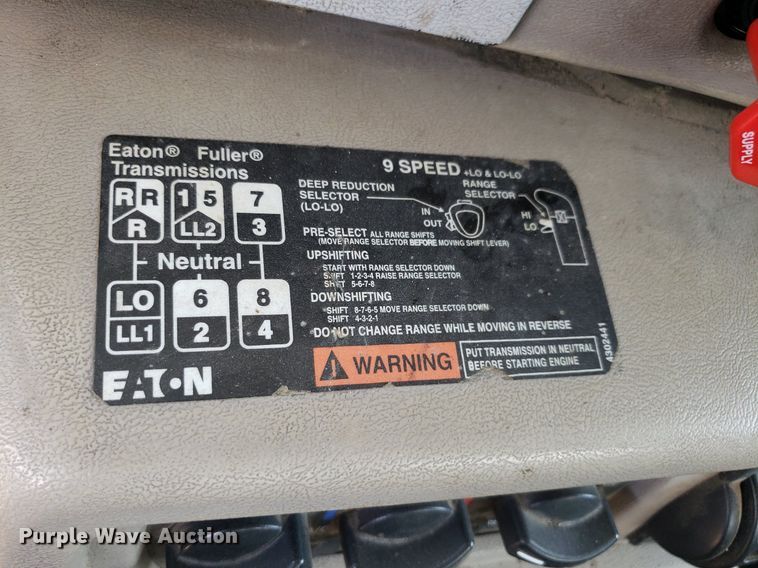 Eaton® Fuller®
Transmissions
R R
R
1 5
LL2
7
3
Neutral
LO
LL1
6
2
8
4
EATON
9 SPEED +LO & LO-LO
DEEP REDUCTION
SELECTOR
(LO-LO)
IN
OUT
RANGE
SELECTOR
HI
LO
PRE-SELECT ALL RANGE SHIFTS
(MOVE RANGE SELECTOR BEFORE MOVING SHIFT LEVER)
UPSHIFTING
START WITH RANGE SELECTOR DOWN
SHIFT 1-2-3-4 RAISE RANGE SELECTOR
SHIFT 5-6-7-8
DOWNSHIFTING
SHIFT 8-7-6-5 MOVE RANGE SELECTOR DOWN
SHIFT 4-3-2-1
DO NOT CHANGE RANGE WHILE MOVING IN REVERSE
WARNING
PUT TRANSMISSION IN NEUTRAL
BEFORE STARTING ENGINE
4302441
SUPPLY
Purple Wave Auction